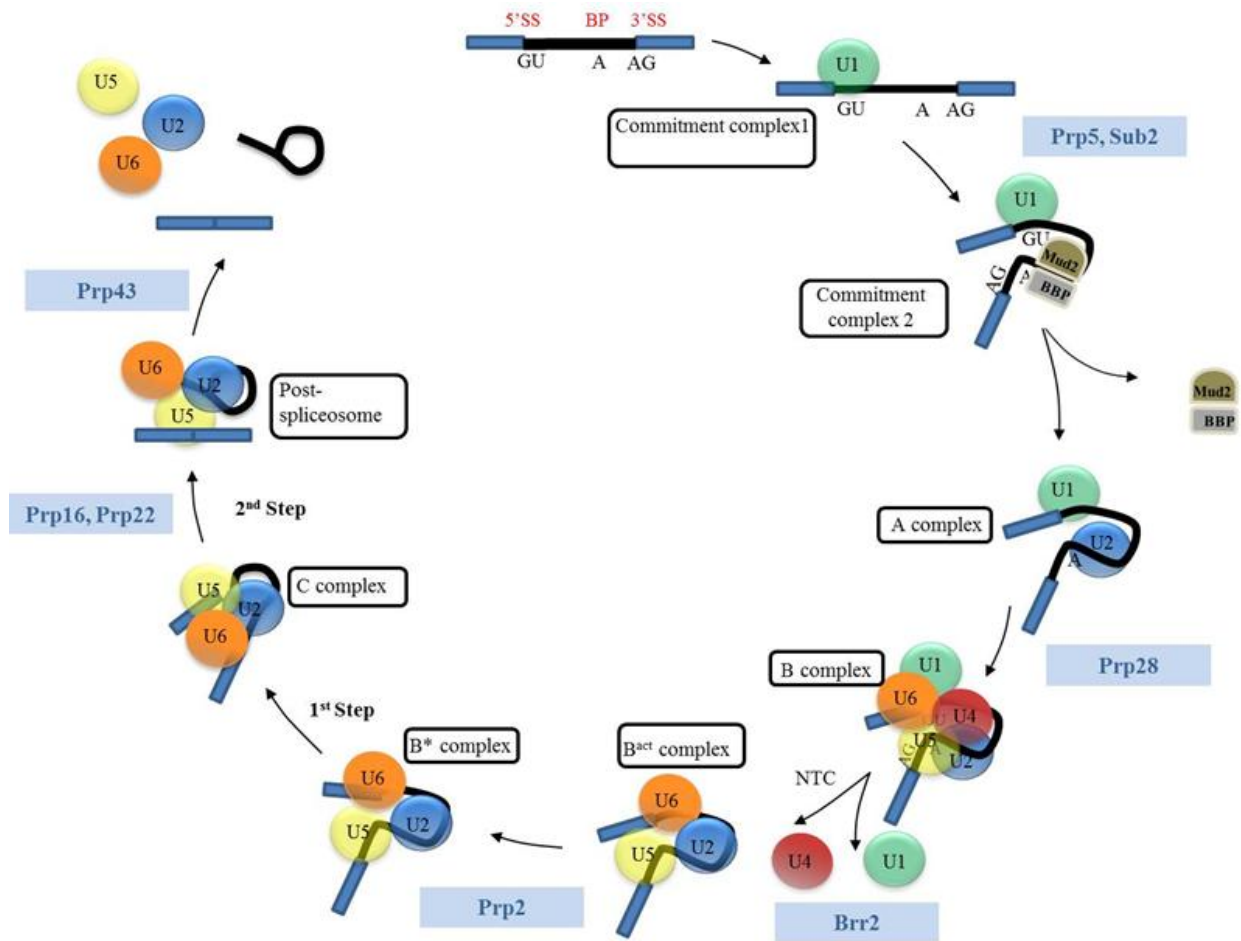 5'SS BP 3'SS
GU A AG
U1
GU A AG
Commitment complex1
Prp5, Sub2
U1
GU
Mud2
A
BBP
AG
Commitment
complex 2
Mud2
BBP
U1
A complex
U2
A
Prp28
B complex
U1
U6
U4
GU
U5
A
AG
U2
NTC
U4
U1
Brr2
B^act complex
U6
U5
U2
Prp2
B* complex
U6
U5
U2
1st Step
C complex
U5
U2
U6
2nd Step
Prp16, Prp22
Post-
spliceosome
U6
U2
U5
Prp43
U5
U2
U6